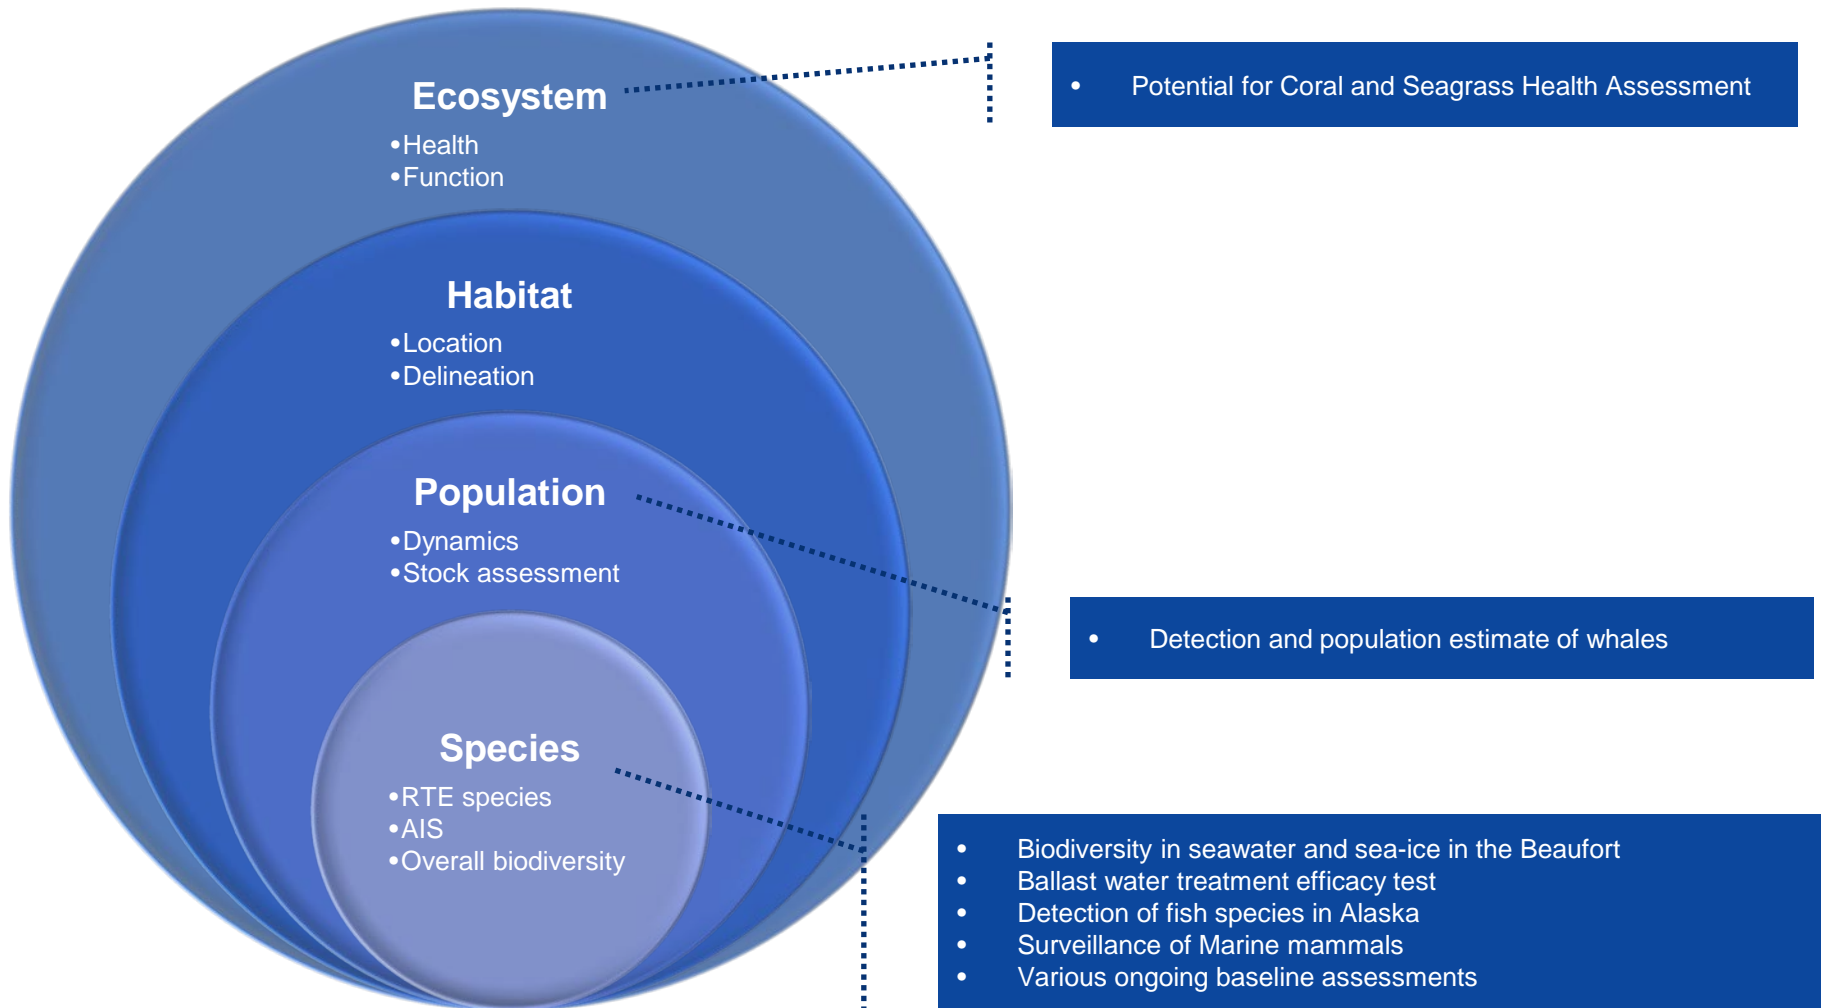 Ecosystem
•Health
•Function
• Potential for Coral and Seagrass Health Assessment
Habitat
•Location
•Delineation
Population
•Dynamics
•Stock assessment
• Detection and population estimate of whales
Species
•RTE species
•AIS
•Overall biodiversity
• Biodiversity in seawater and sea-ice in the Beaufort
• Ballast water treatment efficacy test
• Detection of fish species in Alaska
• Surveillance of Marine mammals
• Various ongoing baseline assessments